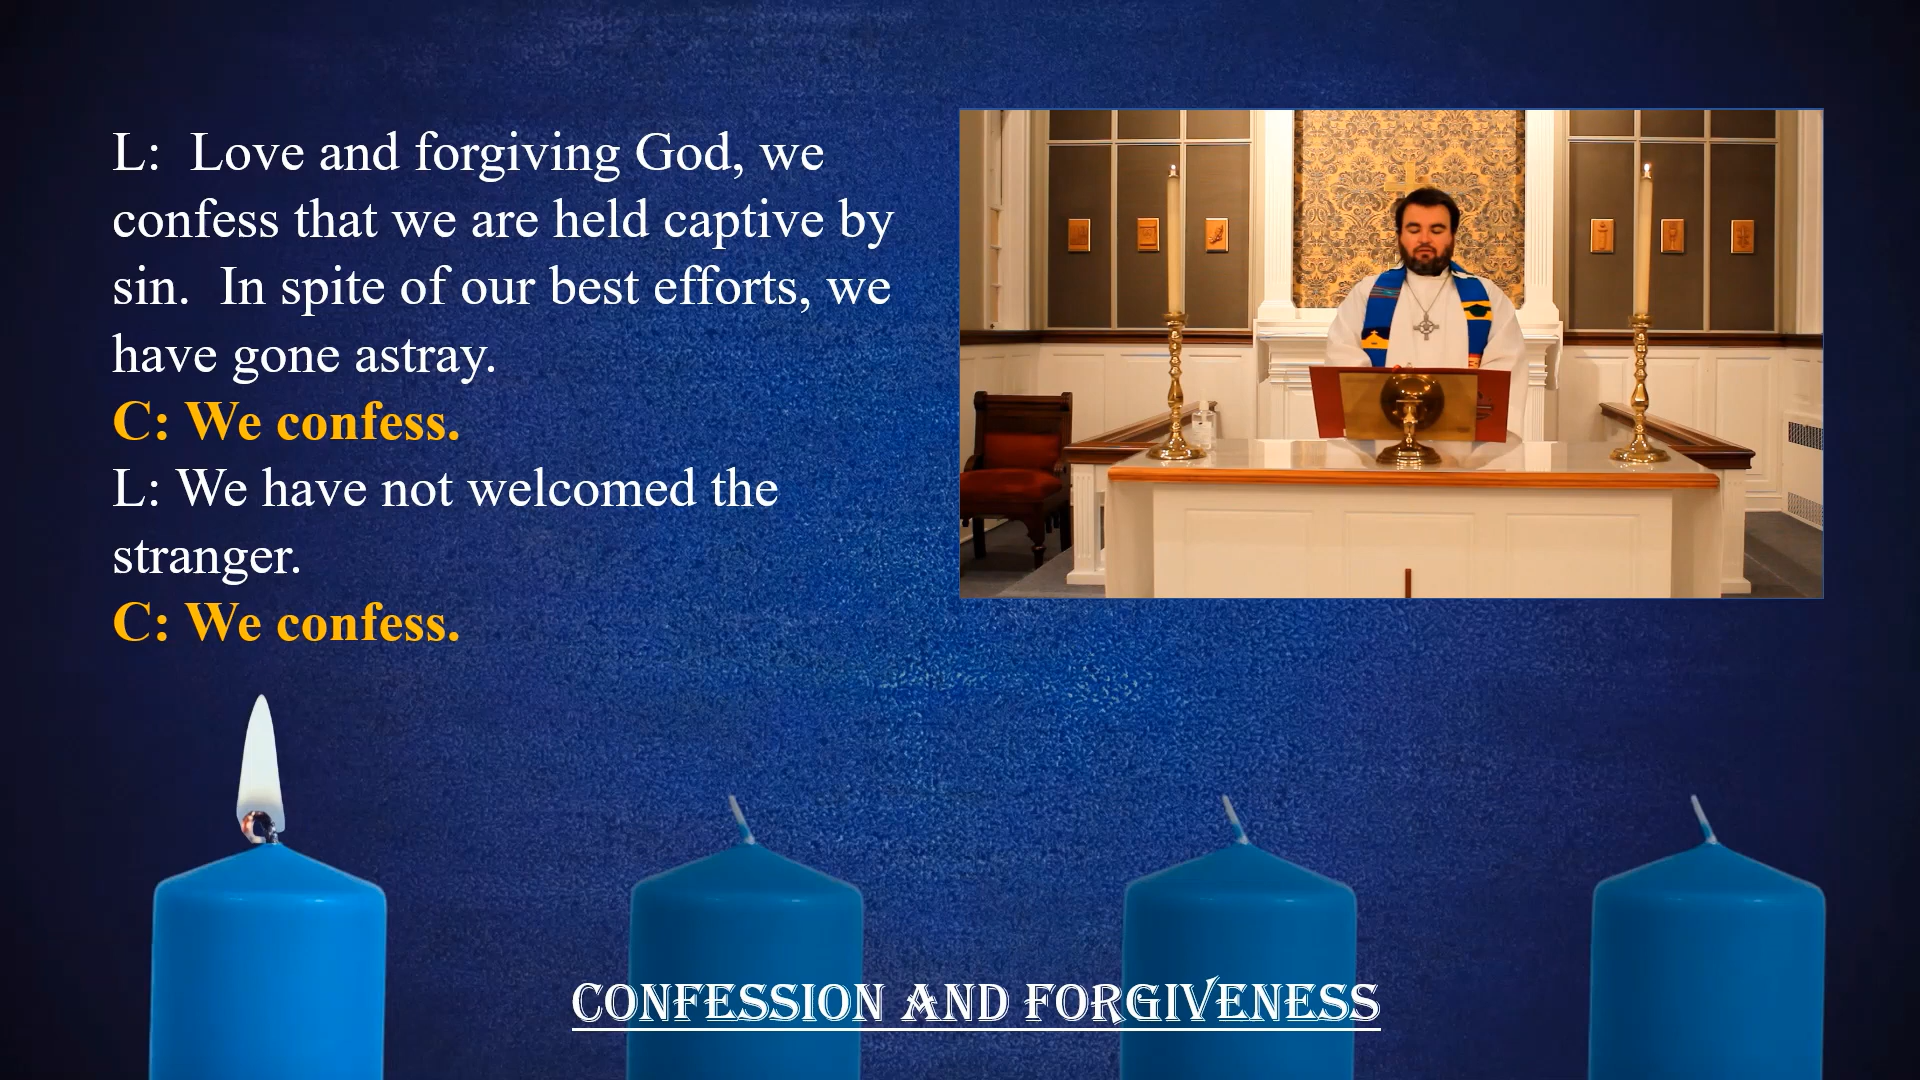 L:  Love and forgiving God, we
confess that we are held captive by
sin.  In spite of our best efforts, we
have gone astray.
C: We confess.
L: We have not welcomed the
stranger.
C: We confess.
CONFESSION AND FORGIVENESS